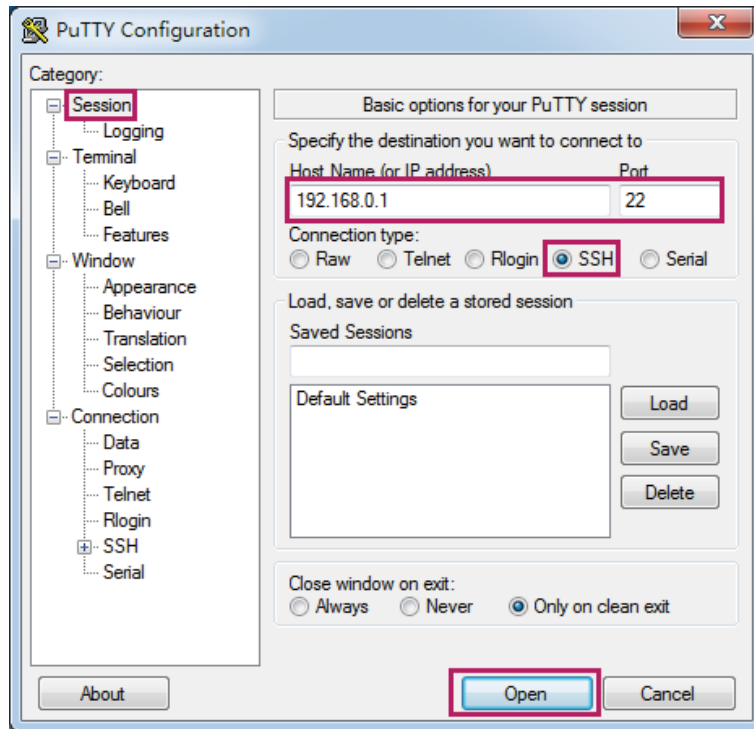 PuTTY Configuration
Category:
Session
Logging
Terminal
Keyboard
Bell
Features
Window
Appearance
Behaviour
Translation
Selection
Colours
Connection
Data
Proxy
Telnet
Rlogin
SSH
Serial
Basic options for your PuTTY session
Specify the destination you want to connect to
Host Name (or IP address) Port
192.168.0.1 22
Connection type:
Raw Telnet Rlogin SSH Serial
Load, save or delete a stored session
Saved Sessions
Default Settings
Load
Save
Delete
Close window on exit:
Always Never Only on clean exit
About Open Cancel